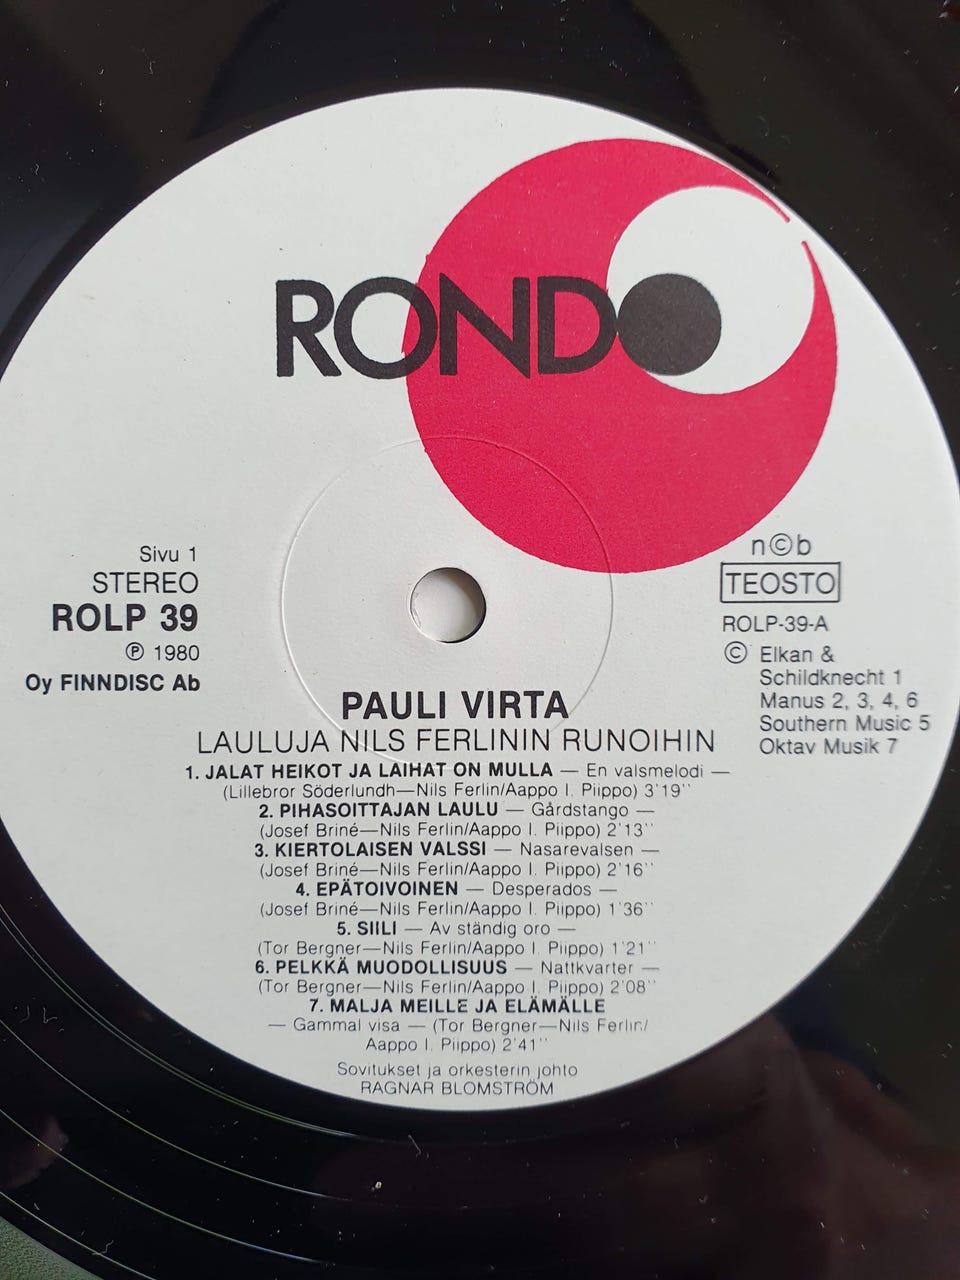 RONDO
Sivu 1
STEREO
ROLP 39
℗ 1980
Oy FINNDISC Ab
n©b
TEOSTO
ROLP-39-A
© Elkan &
Schildknecht 1
Manus 2, 3, 4, 6
Southern Music 5
Oktav Musik 7
PAULI VIRTA
LAULUJA NILS FERLININ RUNOIHIN
1. JALAT HEIKOT JA LAIHAT ON MULLA — En valsmelodi —
(Lillebror Söderlundh—Nils Ferlin/Aappo I. Piippo) 3'19''
2. PIHASOITTAJAN LAULU — Gårdstango —
(Josef Briné—Nils Ferlin/Aappo I. Piippo) 2'13''
3. KIERTOLAISEN VALSSI — Nasarevalsen —
(Josef Briné—Nils Ferlin/Aappo I. Piippo) 2'16''
4. EPÄTOIVOINEN — Desperados —
(Josef Briné—Nils Ferlin/Aappo I. Piippo) 1'36''
5. SIILI — Av ständig oro —
(Tor Bergner—Nils Ferlin/Aappo I. Piippo) 1'21''
6. PELKKÄ MUODOLLISUUS — Nattkvarter —
(Tor Bergner—Nils Ferlin/Aappo I. Piippo) 2'08''
7. MALJA MEILLE JA ELÄMÄLLE
— Gammal visa — (Tor Bergner—Nils Ferlin/
Aappo I. Piippo) 2'41''
Sovitukset ja orkesterin johto
RAGNAR BLOMSTRÖM